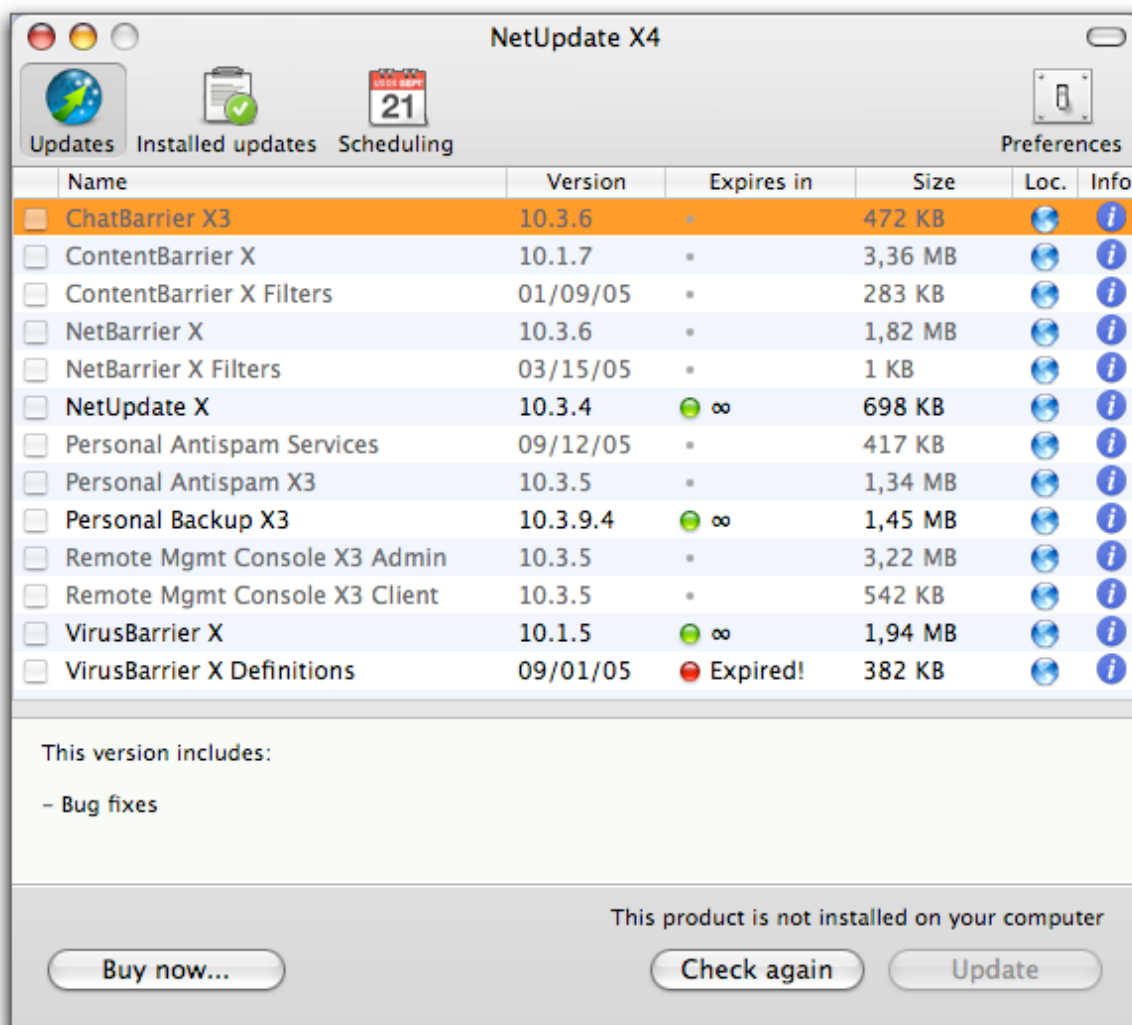 NetUpdate X4
Updates Installed updates Scheduling Preferences
21
Name Version Expires in Size Loc. Info
ChatBarrier X3 10.3.6 472 KB
ContentBarrier X 10.1.7 3,36 MB
ContentBarrier X Filters 01/09/05 283 KB
NetBarrier X 10.3.6 1,82 MB
NetBarrier X Filters 03/15/05 1 KB
NetUpdate X 10.3.4 ∞ 698 KB
Personal Antispam Services 09/12/05 417 KB
Personal Antispam X3 10.3.5 1,34 MB
Personal Backup X3 10.3.9.4 ∞ 1,45 MB
Remote Mgmt Console X3 Admin 10.3.5 3,22 MB
Remote Mgmt Console X3 Client 10.3.5 542 KB
VirusBarrier X 10.1.5 ∞ 1,94 MB
VirusBarrier X Definitions 09/01/05 Expired! 382 KB
This version includes:
– Bug fixes
This product is not installed on your computer
Buy now... Check again Update